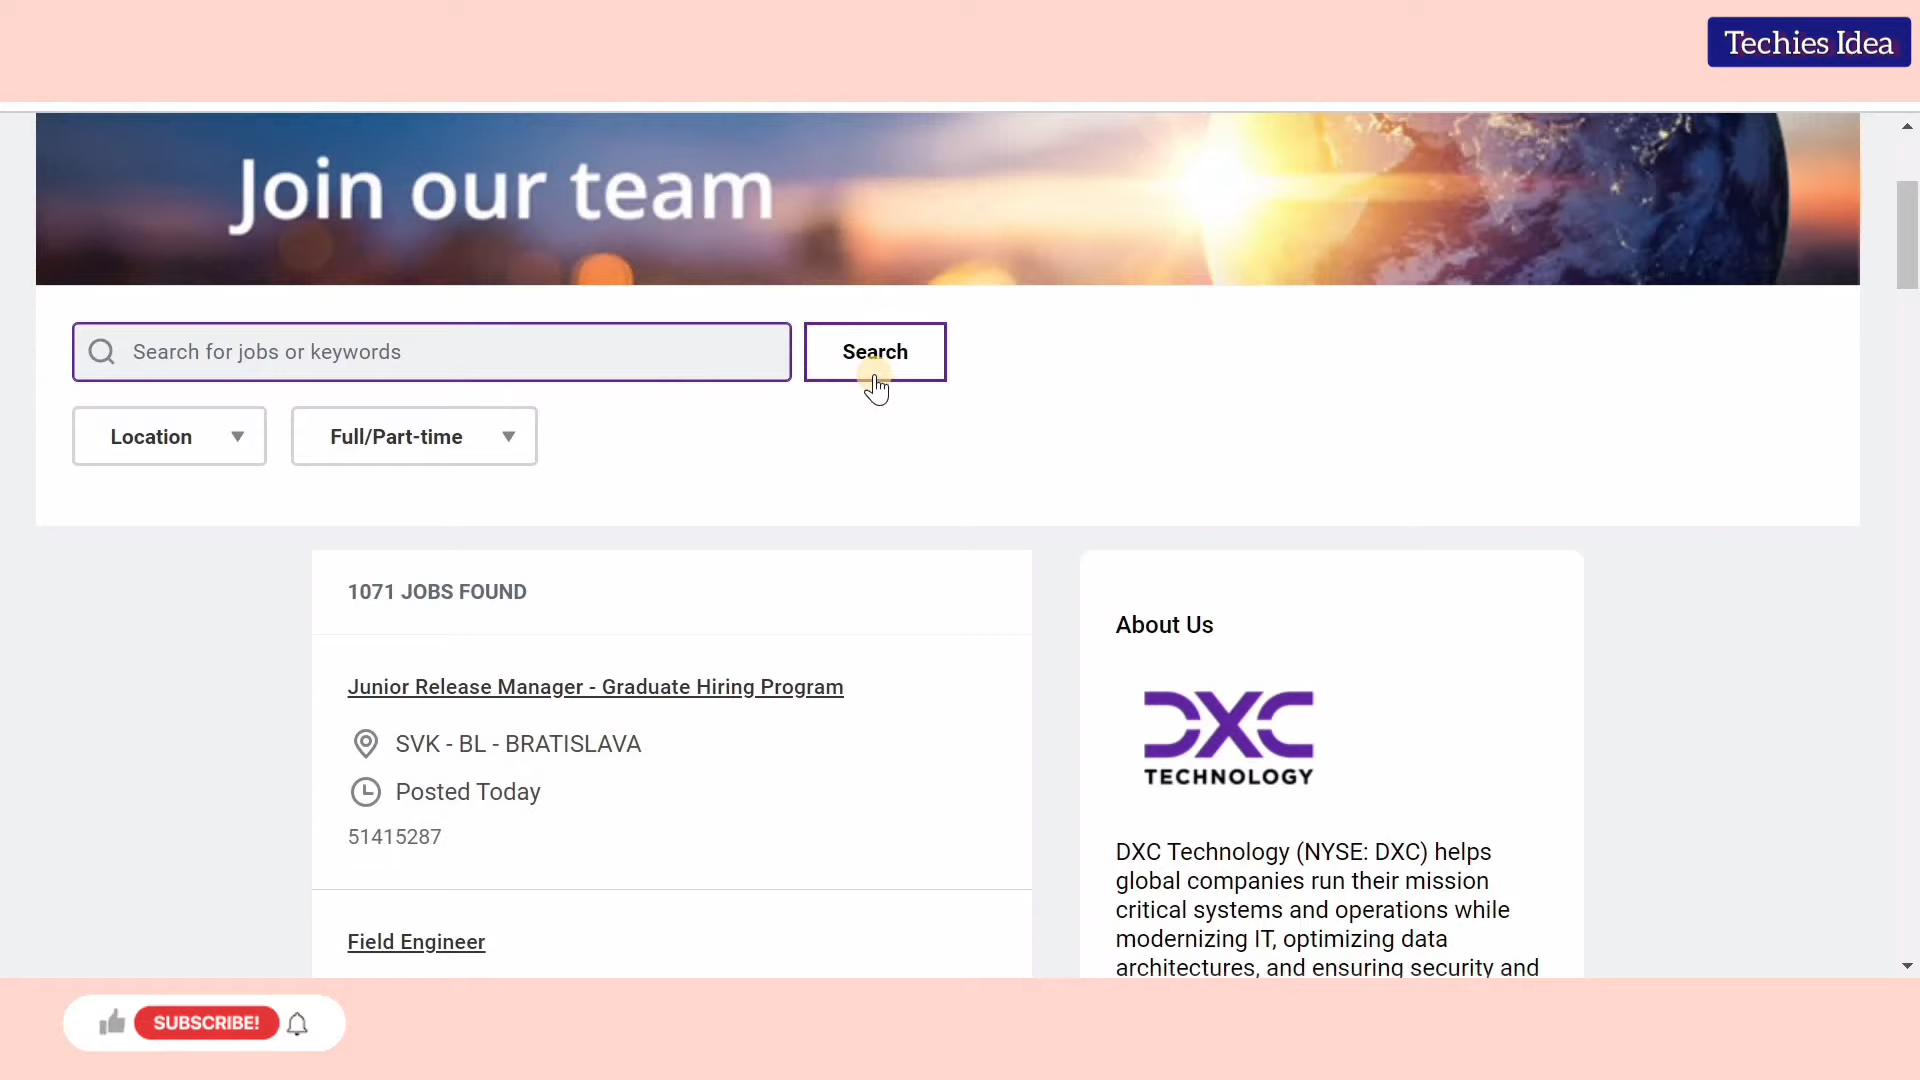 Techies Idea
Join our team
Search for jobs or keywords
Search
Location
Full/Part-time
1071 JOBS FOUND
Junior Release Manager - Graduate Hiring Program
SVK - BL - BRATISLAVA
Posted Today
51415287
Field Engineer
About Us
DXC
TECHNOLOGY
DXC Technology (NYSE: DXC) helps
global companies run their mission
critical systems and operations while
modernizing IT, optimizing data
architectures, and ensuring security and
SUBSCRIBE!